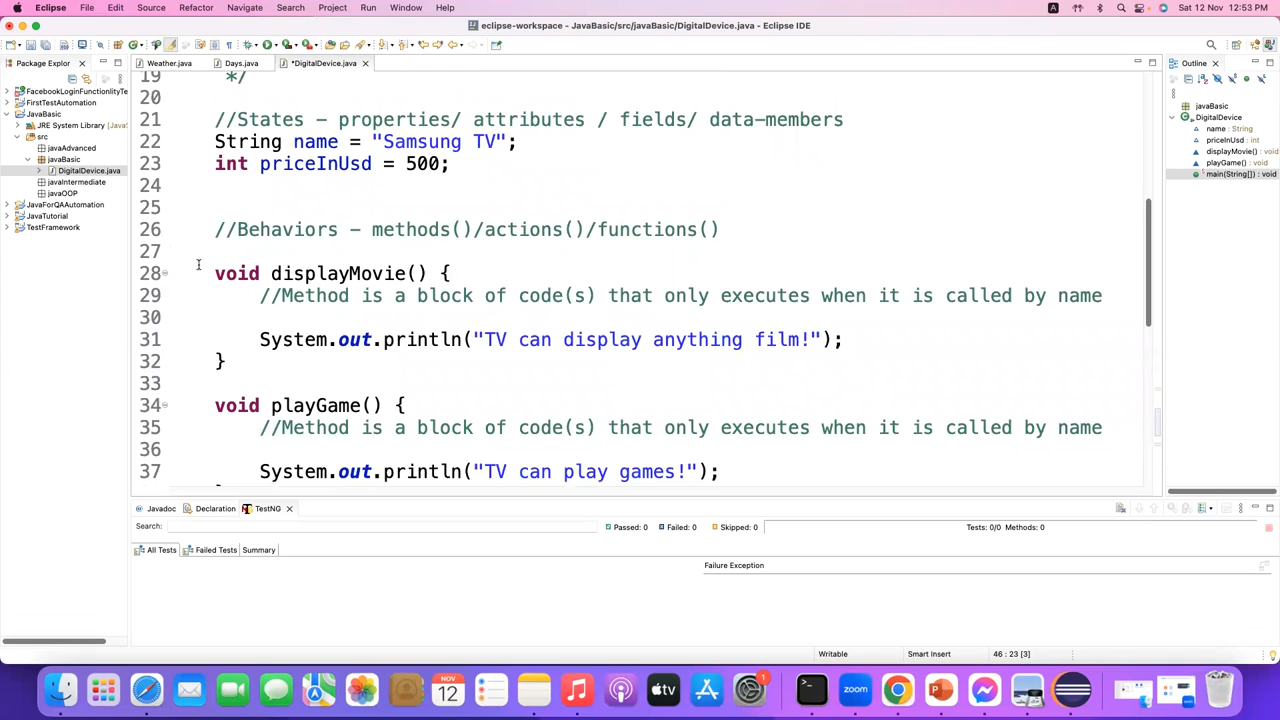 Eclipse File Edit Source Refactor Navigate Search Project Run Window Help Sat 12 Nov 12:53 PM
eclipse-workspace - JavaBasic/src/javaBasic/DigitalDevice.java - Eclipse IDE
Package Explor
Weather.java Days.java *DigitalDevice.java
Outline
FacebookLoginFunctionlityTe
FirstTestAutomation
JavaBasic
JRE System Library [Java
src
javaAdvanced
javaBasic
DigitalDevice.java
javaIntermediate
javaOOP
JavaForQAAutomation
JavaTutorial
TestFramework
19 */
20
21 //States - properties/ attributes / fields/ data-members
22 String name = "Samsung TV";
23 int priceInUsd = 500;
24
25
26 //Behaviors - methods()/actions()/functions()
27
28 void displayMovie() {
29 //Method is a block of code(s) that only executes when it is called by name
30
31 System.out.println("TV can display anything film!");
32 }
33
34 void playGame() {
35 //Method is a block of code(s) that only executes when it is called by name
36
37 System.out.println("TV can play games!");
javaBasic
DigitalDevice
name : String
priceInUsd : int
displayMovie() : void
playGame() : void
main(String[]) : void
Javadoc Declaration TestNG
Search: Passed: 0 Failed: 0 Skipped: 0 Tests: 0/0 Methods: 0
All Tests Failed Tests Summary
Failure Exception
Writable Smart Insert 46 : 23 [3]
NOV
12
tv
1
zoom